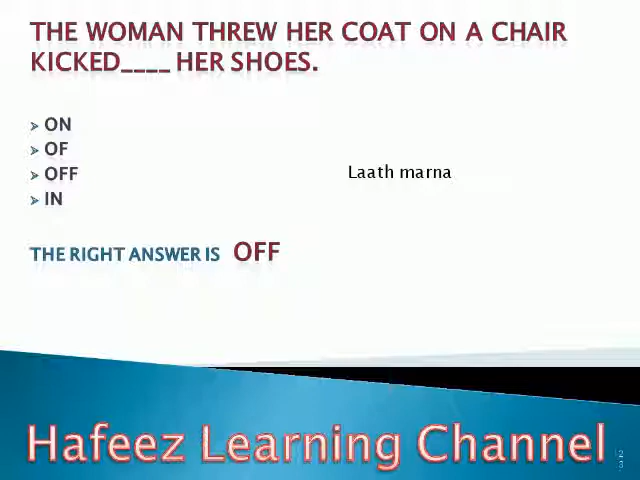 THE WOMAN THREW HER COAT ON A CHAIR
KICKED____ HER SHOES.
ON
OF
OFF
Laath marna
IN
THE RIGHT ANSWER IS OFF
Hafeez Learning Channel
23